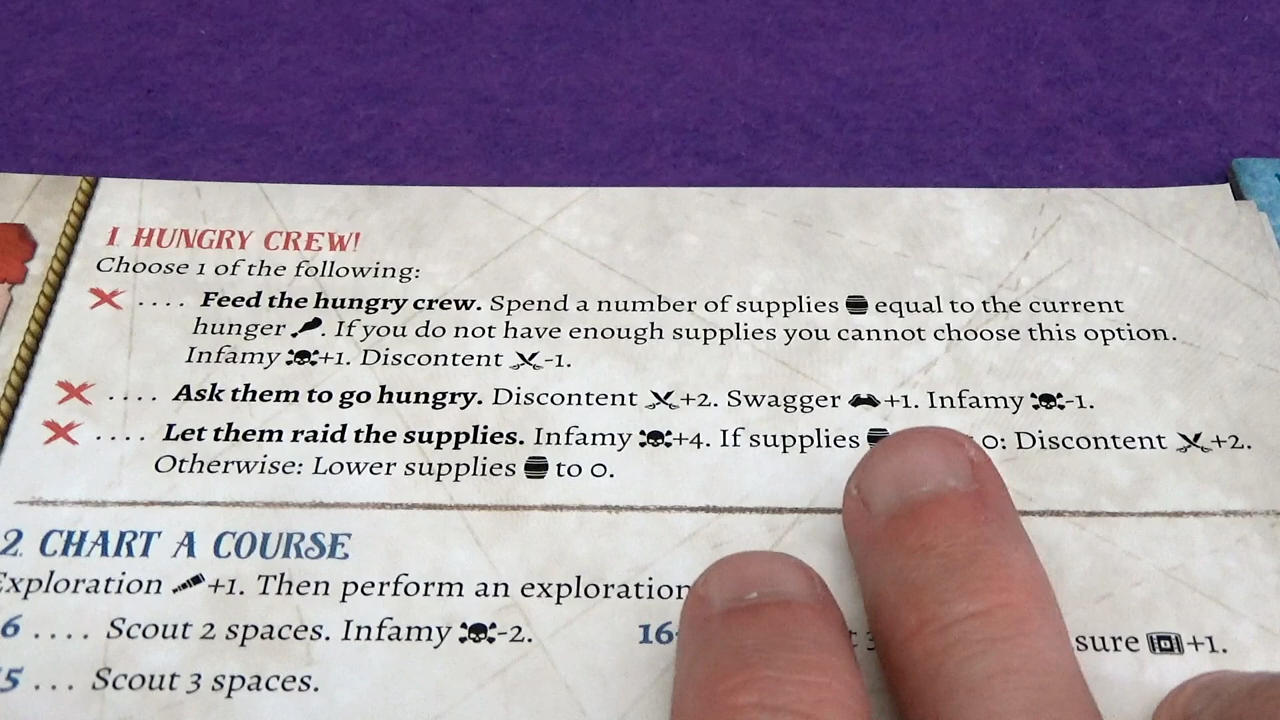 1 HUNGRY CREW!
Choose 1 of the following:
.... Feed the hungry crew. Spend a number of supplies equal to the current
hunger . If you do not have enough supplies you cannot choose this option.
Infamy +1. Discontent -1.
.... Ask them to go hungry. Discontent +2. Swagger +1. Infamy -1.
.... Let them raid the supplies. Infamy +4. If supplies 0: Discontent +2.
Otherwise: Lower supplies to 0.
2 CHART A COURSE
Exploration +1. Then perform an exploration
6 .... Scout 2 spaces. Infamy -2. 16 +1.
5 ... Scout 3 spaces.